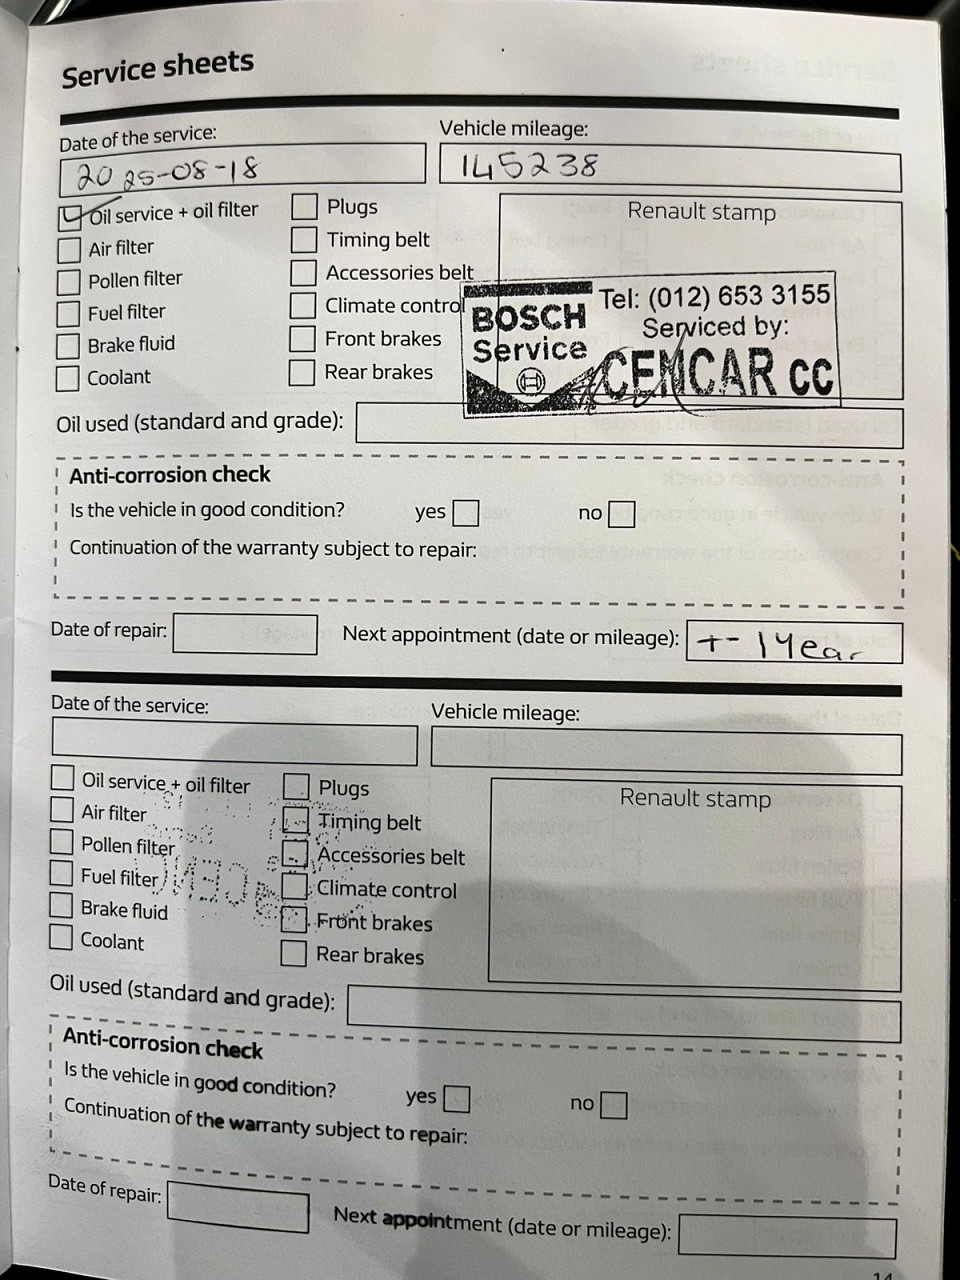 Service sheets
Date of the service:
Vehicle mileage:
2025-08-18
145238
Oil service + oil filter
Air filter
Pollen filter
Fuel filter
Brake fluid
Coolant
Plugs
Timing belt
Accessories belt
Climate control
Front brakes
Rear brakes
Renault stamp
BOSCH
Service
Tel: (012) 653 3155
Serviced by:
CEMCAR CC
Oil used (standard and grade):
Anti-corrosion check
Is the vehicle in good condition? yes no
Continuation of the warranty subject to repair:
Date of repair:
Next appointment (date or mileage): +- 1 Year
Date of the service:
Vehicle mileage:
Oil service + oil filter
Air filter
Pollen filter
Fuel filter
Brake fluid
Coolant
Plugs
Timing belt
Accessories belt
Climate control
Front brakes
Rear brakes
Renault stamp
Oil used (standard and grade):
Anti-corrosion check
Is the vehicle in good condition? yes no
Continuation of the warranty subject to repair:
Date of repair:
Next appointment (date or mileage):
14